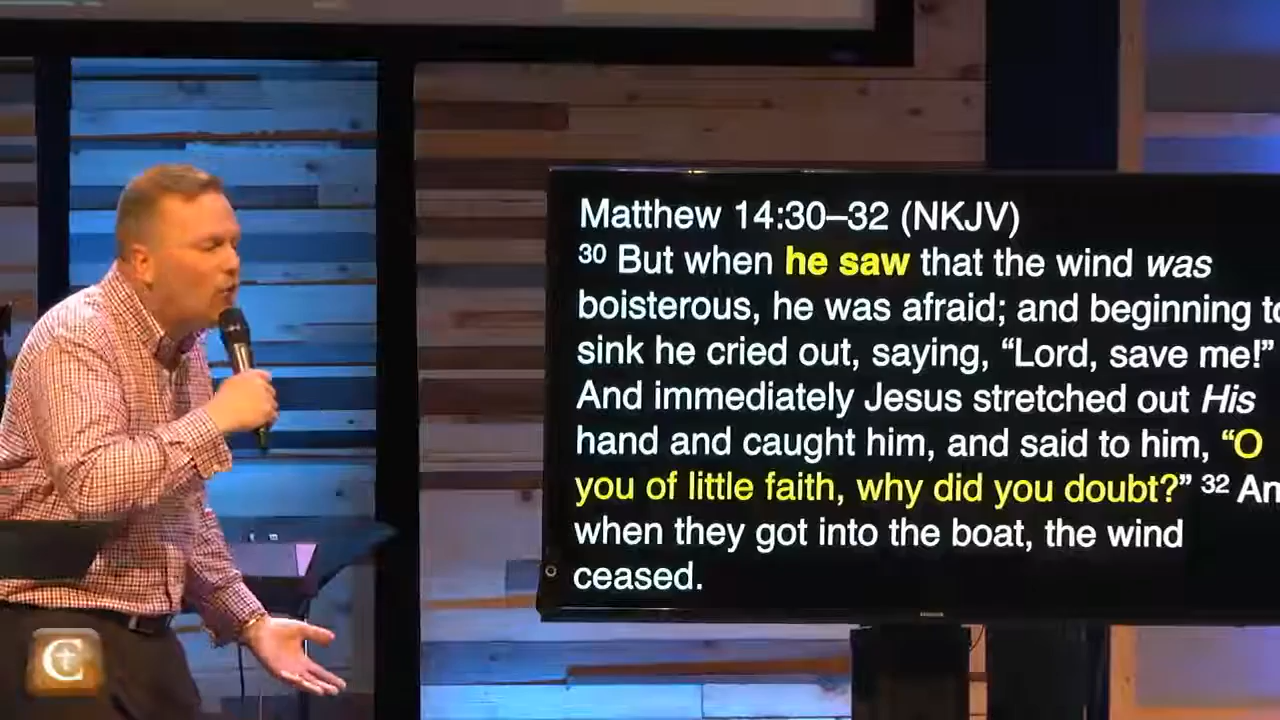 Matthew 14:30–32 (NKJV)
30 But when he saw that the wind was
boisterous, he was afraid; and beginning to
sink he cried out, saying, “Lord, save me!”
And immediately Jesus stretched out His
hand and caught him, and said to him, “O
you of little faith, why did you doubt?” 32 An
when they got into the boat, the wind
ceased.